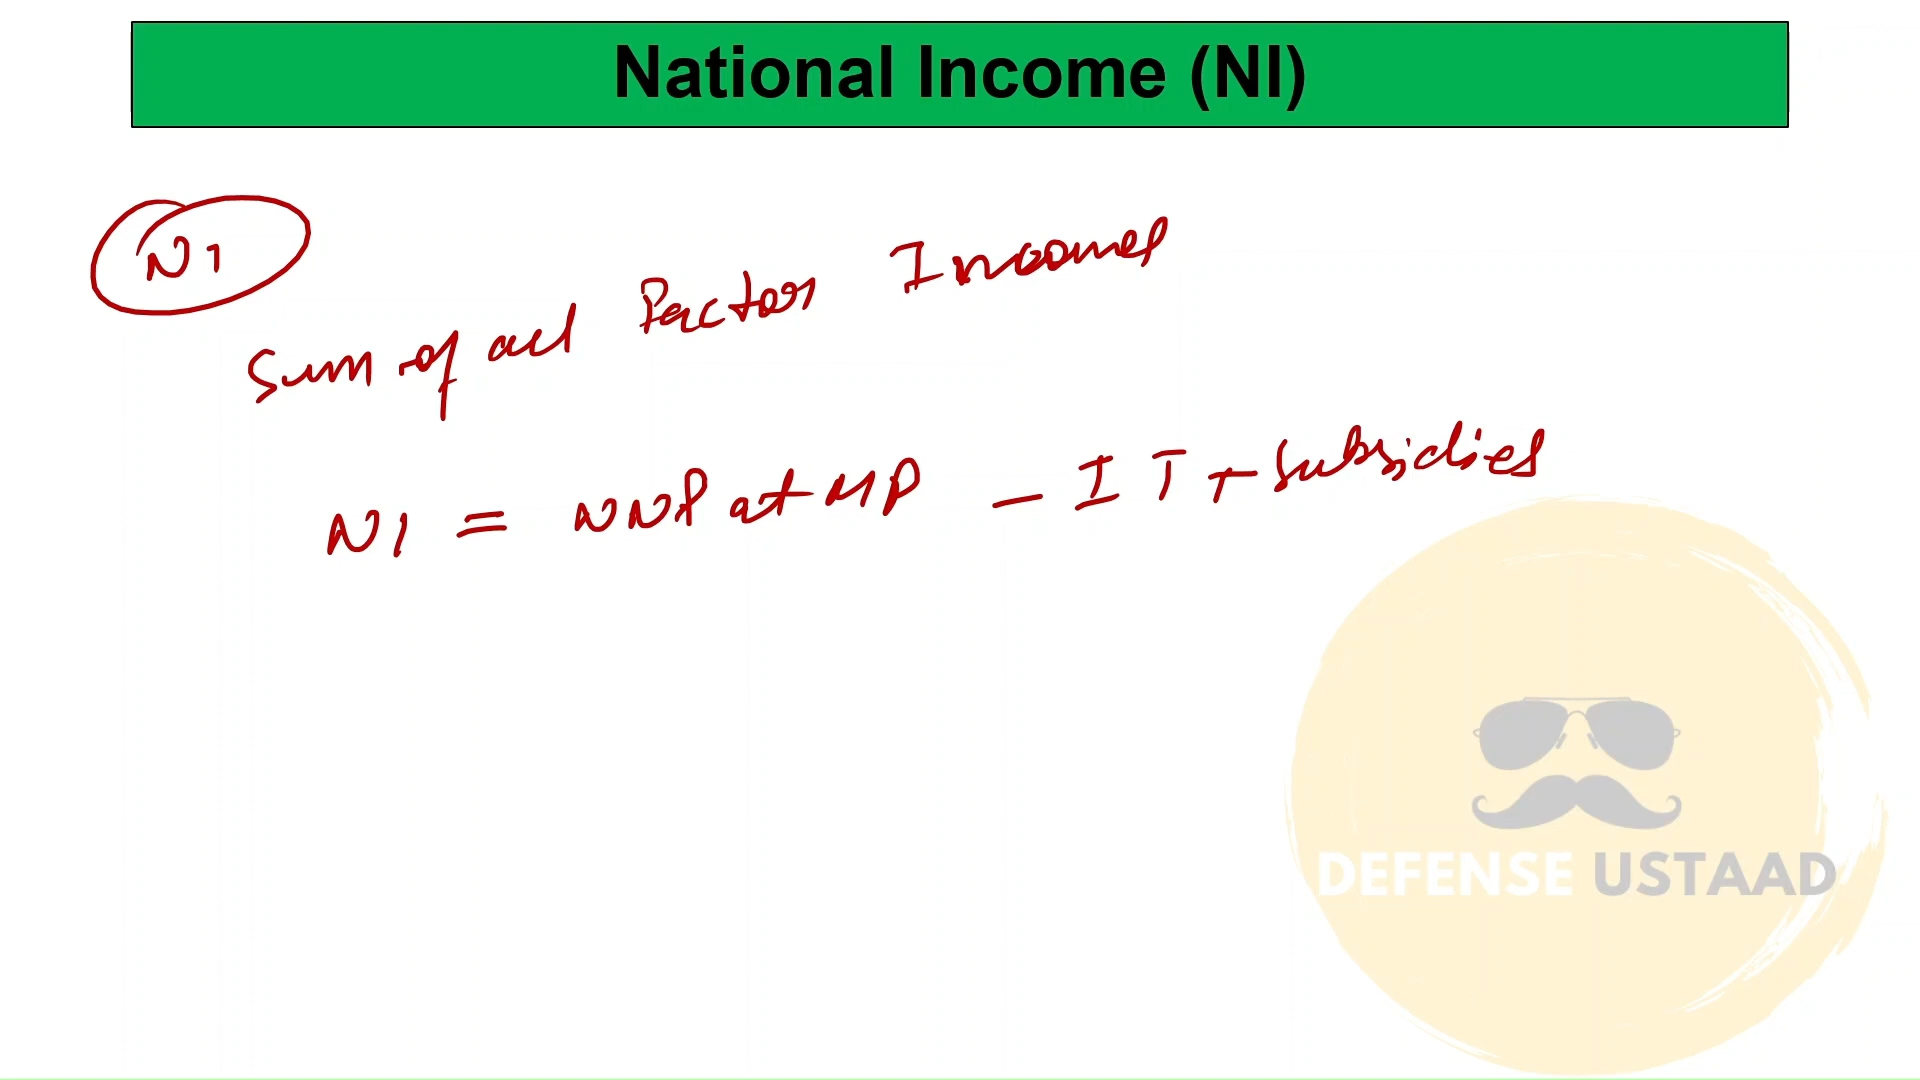 National Income (NI)
NI
Sum of all Factor Incomes
NI = NNP at MP - IT + Subsidies
DEFENSE USTAAD